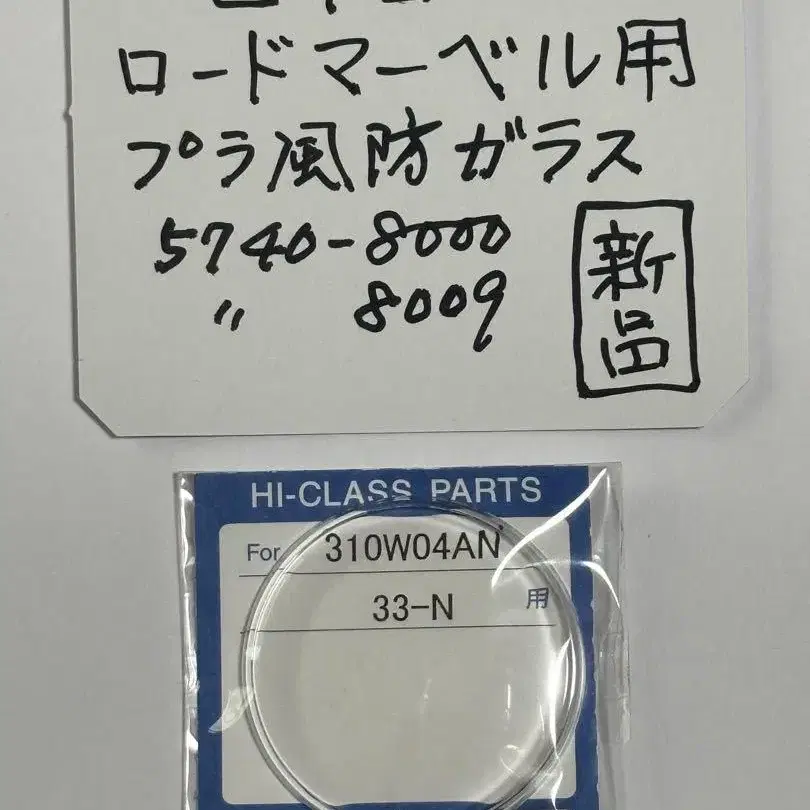 ロードマーベル用
プラ風防ガラス
5740-8000
〃 8009
新品
HI-CLASS PARTS
For 310W04AN
33-N 用